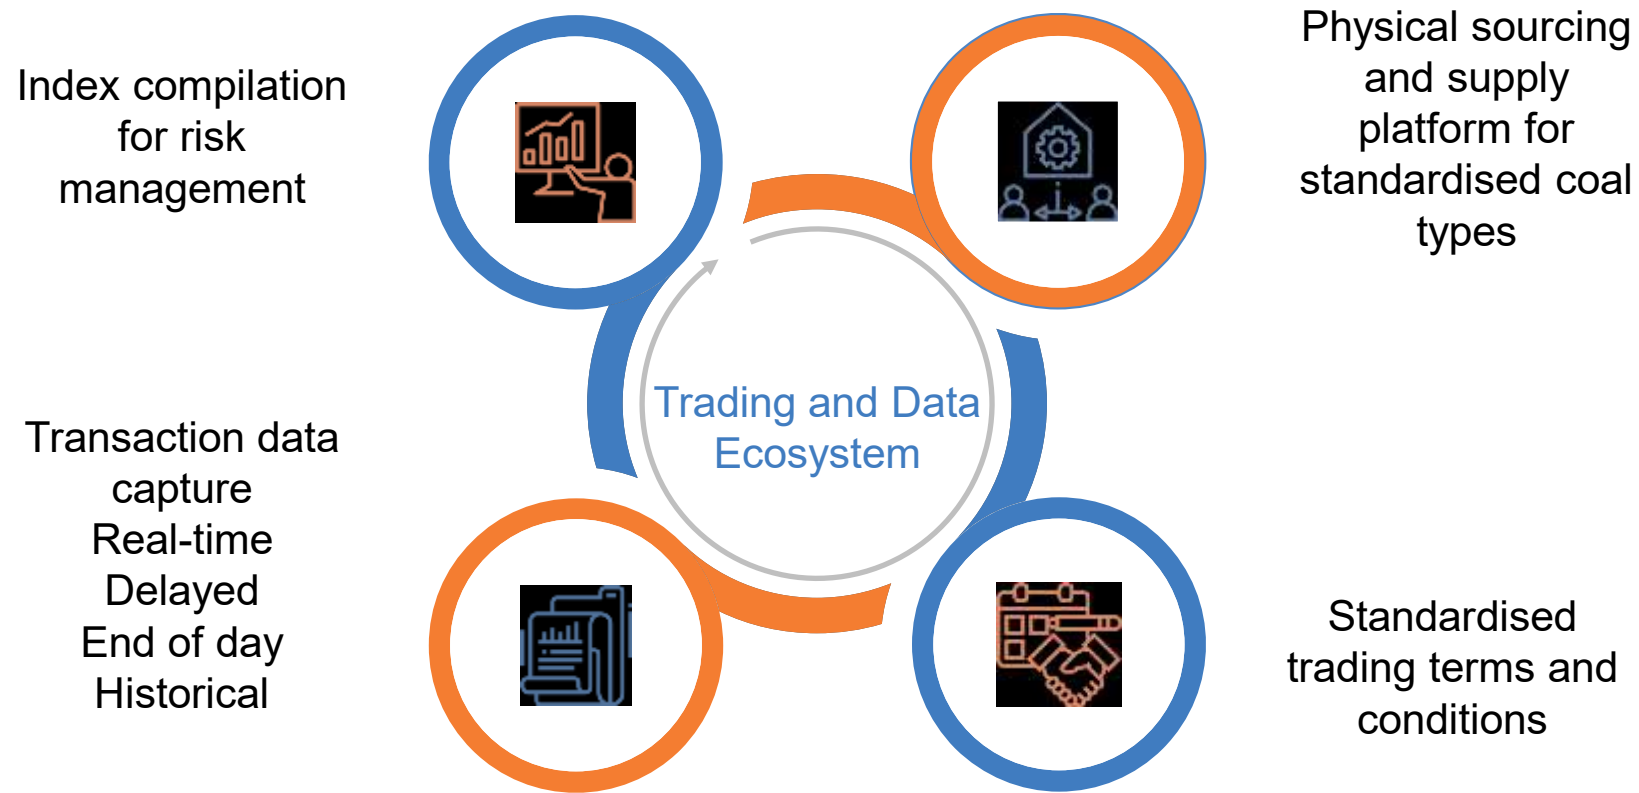 Index compilation
for risk
management
Physical sourcing
and supply
platform for
standardised coal
types
Trading and Data
Ecosystem
Transaction data
capture
Real-time
Delayed
End of day
Historical
Standardised
trading terms and
conditions